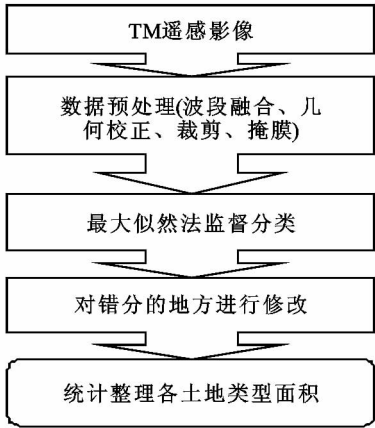 TM遥感影像
数据预处理(波段融合、几
何校正、裁剪、掩膜)
最大似然法监督分类
对错分的地方进行修改
统计整理各土地类型面积